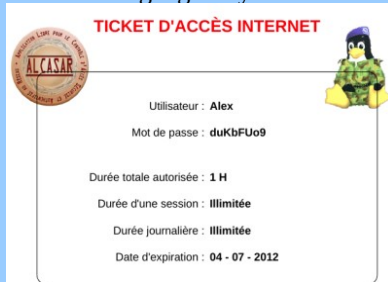 TICKET D'ACCÈS INTERNET
ALCASAR
Utilisateur : Alex
Mot de passe : duKbFUo9
Durée totale autorisée : 1 H
Durée d'une session : Illimitée
Durée journalière : Illimitée
Date d'expiration : 04 - 07 - 2012